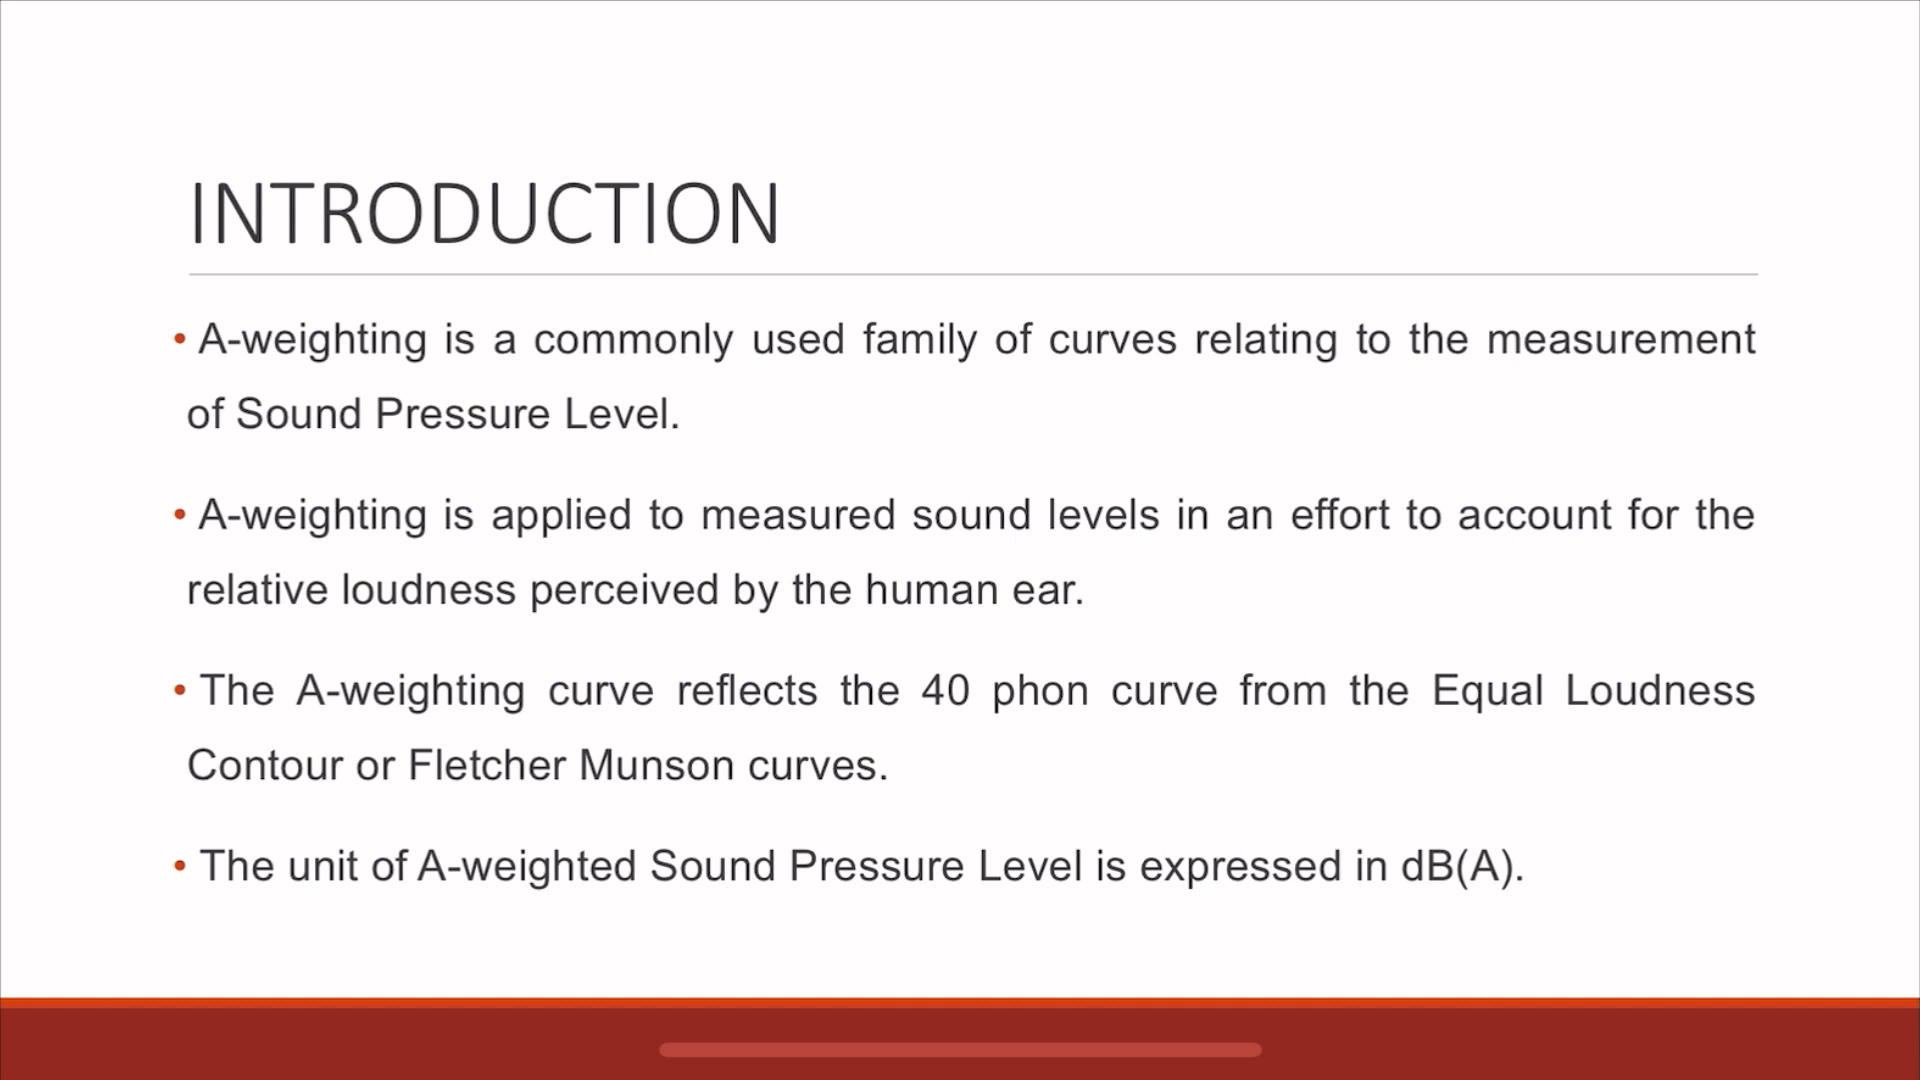 INTRODUCTION
• A-weighting is a commonly used family of curves relating to the measurement
of Sound Pressure Level.
• A-weighting is applied to measured sound levels in an effort to account for the
relative loudness perceived by the human ear.
• The A-weighting curve reflects the 40 phon curve from the Equal Loudness
Contour or Fletcher Munson curves.
• The unit of A-weighted Sound Pressure Level is expressed in dB(A).